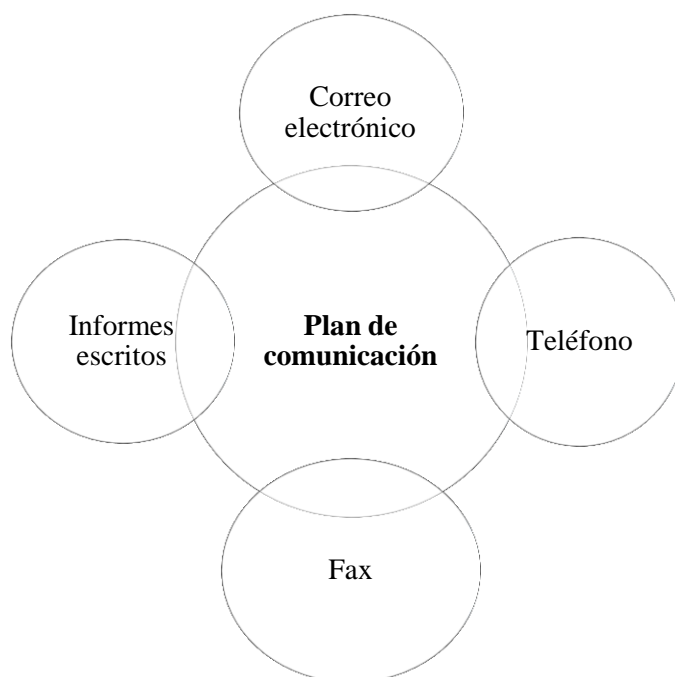 Correo
electrónico
Informes
escritos
Plan de
comunicación
Teléfono
Fax